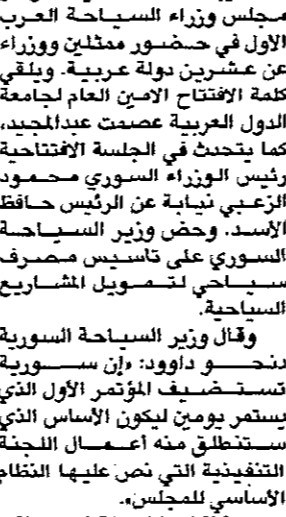 مجلس وزراء السياحة العرب
الأول في حضور ممثلين ووزراء
عن عشرين دولة عربية. ويلقي
كلمة الافتتاح الامين العام لجامعة
الدول العربية عصمت عبدالمجيد،
كما يتحدث في الجلسة الافتتاحية
رئيس الوزراء السوري محمود
الزعبي نيابة عن الرئيس حافظ
الأسد. وحض وزير السياحة
السوري على تاسيس مصرف
سياحي لتمويل المشاريع
السياحية.
وقال وزير السياحة السورية
دنحو داوود: «إن سورية
تستضيف المؤتمر الأول الذي
يستمر يومين ليكون الأساس الذي
ستنطلق منه أعمال اللجنة
التنفيذية التي نص عليها النظام
الأساسي للمجلس».